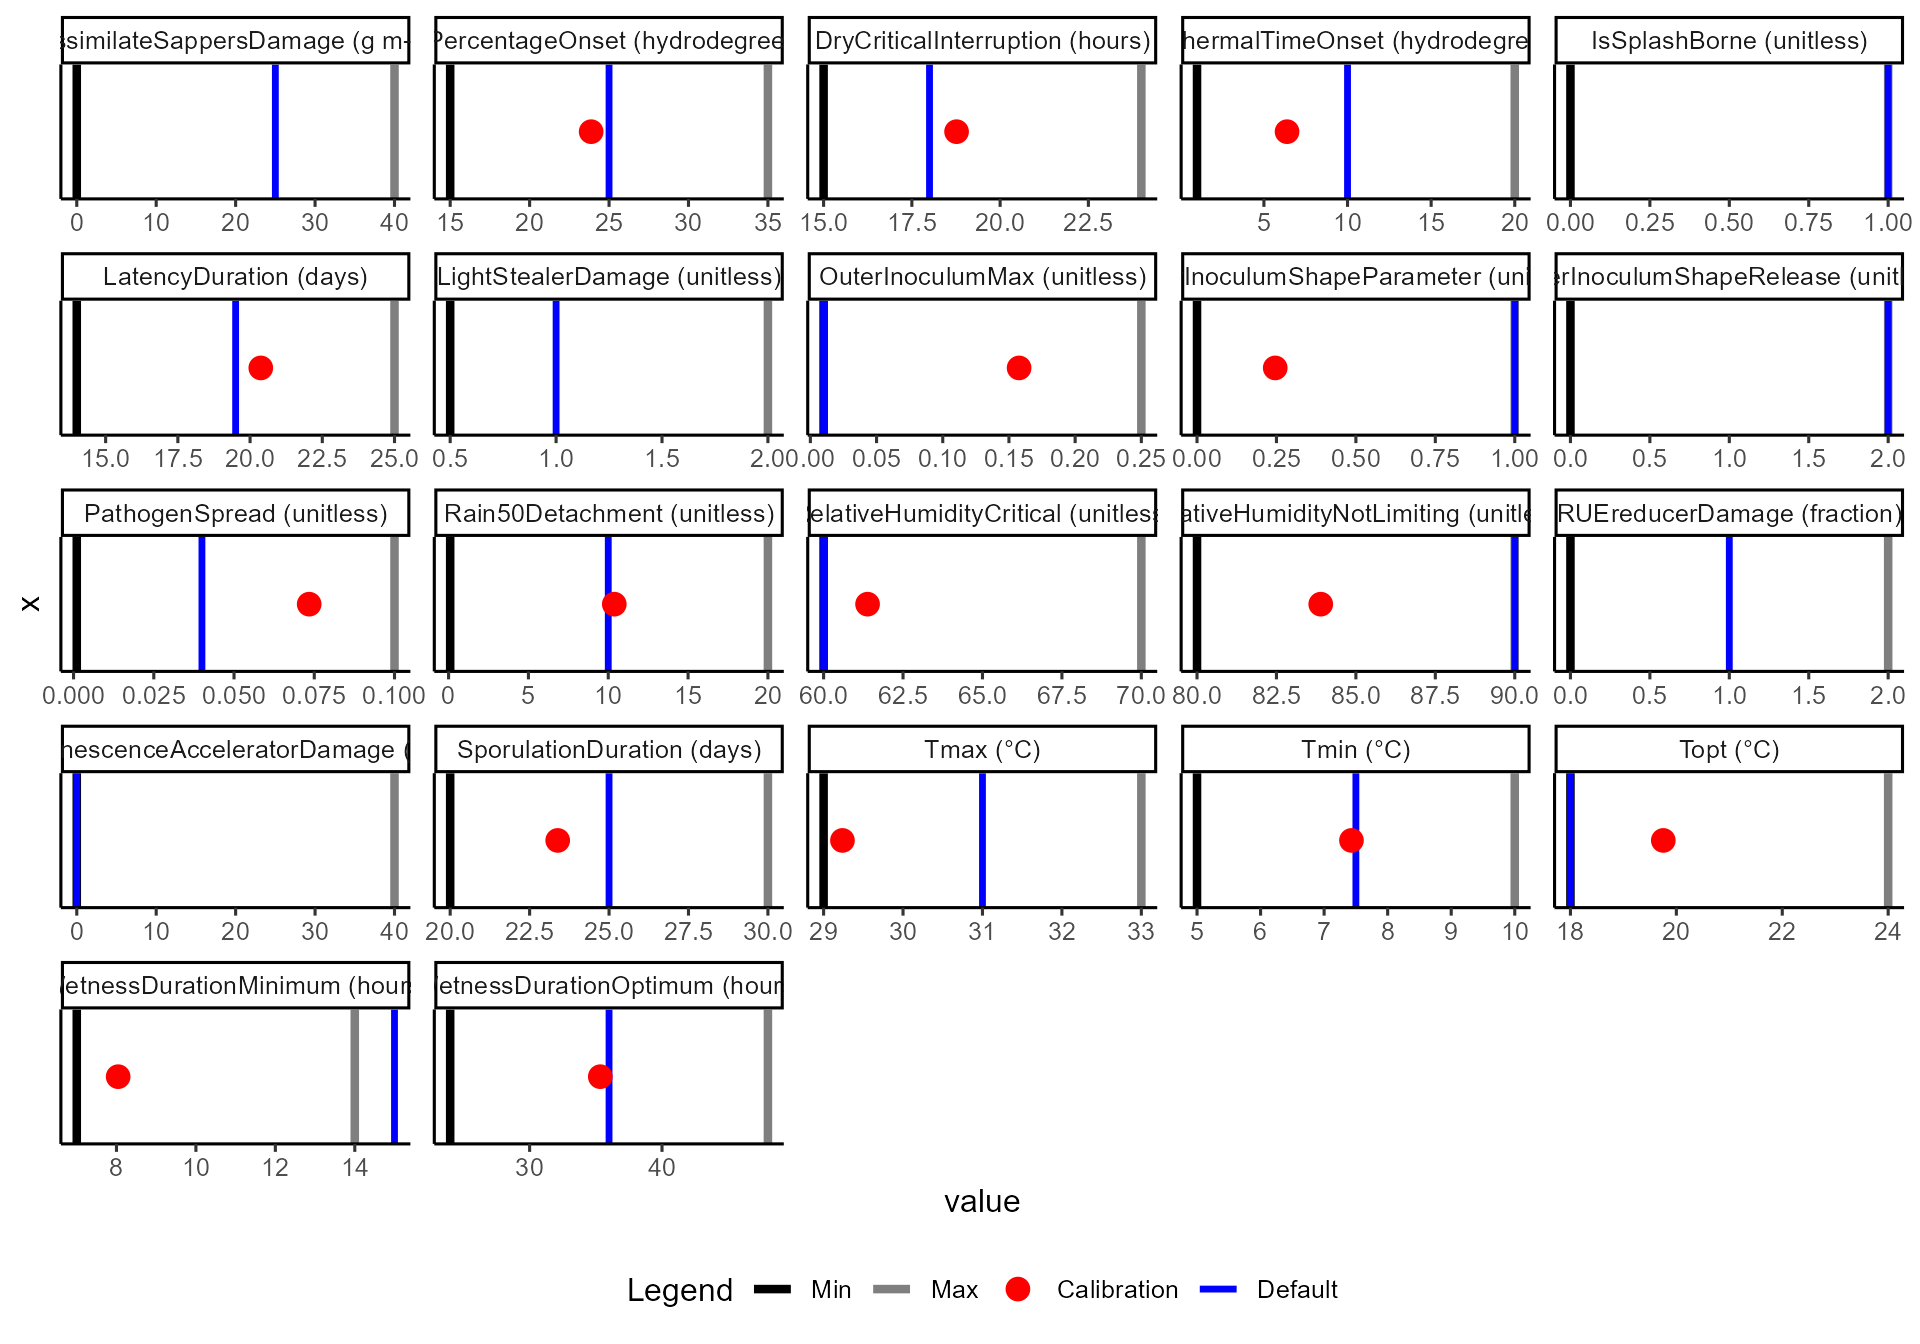 ssimilateSappersDamage (g m- PercentageOnset (hydrodegree DryCriticalInterruption (hours) hermalTimeOnset (hydrodegre IsSplashBorne (unitless)
0 10 20 30 40 15 20 25 30 35 15.0 17.5 20.0 22.5 5 10 15 20 0.00 0.25 0.50 0.75 1.00
LatencyDuration (days) LightStealerDamage (unitless) OuterInoculumMax (unitless) InoculumShapeParameter (uni erInoculumShapeRelease (unit
15.0 17.5 20.0 22.5 25.0 0.5 1.0 1.5 2.0 0.00 0.05 0.10 0.15 0.20 0.25 0.00 0.25 0.50 0.75 1.00 0.0 0.5 1.0 1.5 2.0
PathogenSpread (unitless) Rain50Detachment (unitless) elativeHumidityCritical (unitless ativeHumidityNotLimiting (unitle RUEreducerDamage (fraction)
x
0.000 0.025 0.050 0.075 0.100 0 5 10 15 20 60.0 62.5 65.0 67.5 70.0 80.0 82.5 85.0 87.5 90.0 0.0 0.5 1.0 1.5 2.0
nescenceAcceleratorDamage ( SporulationDuration (days) Tmax (°C) Tmin (°C) Topt (°C)
0 10 20 30 40 20.0 22.5 25.0 27.5 30.0 29 30 31 32 33 5 6 7 8 9 10 18 20 22 24
etnessDurationMinimum (hour etnessDurationOptimum (hour
8 10 12 14 30 40
value
Legend Min Max Calibration Default